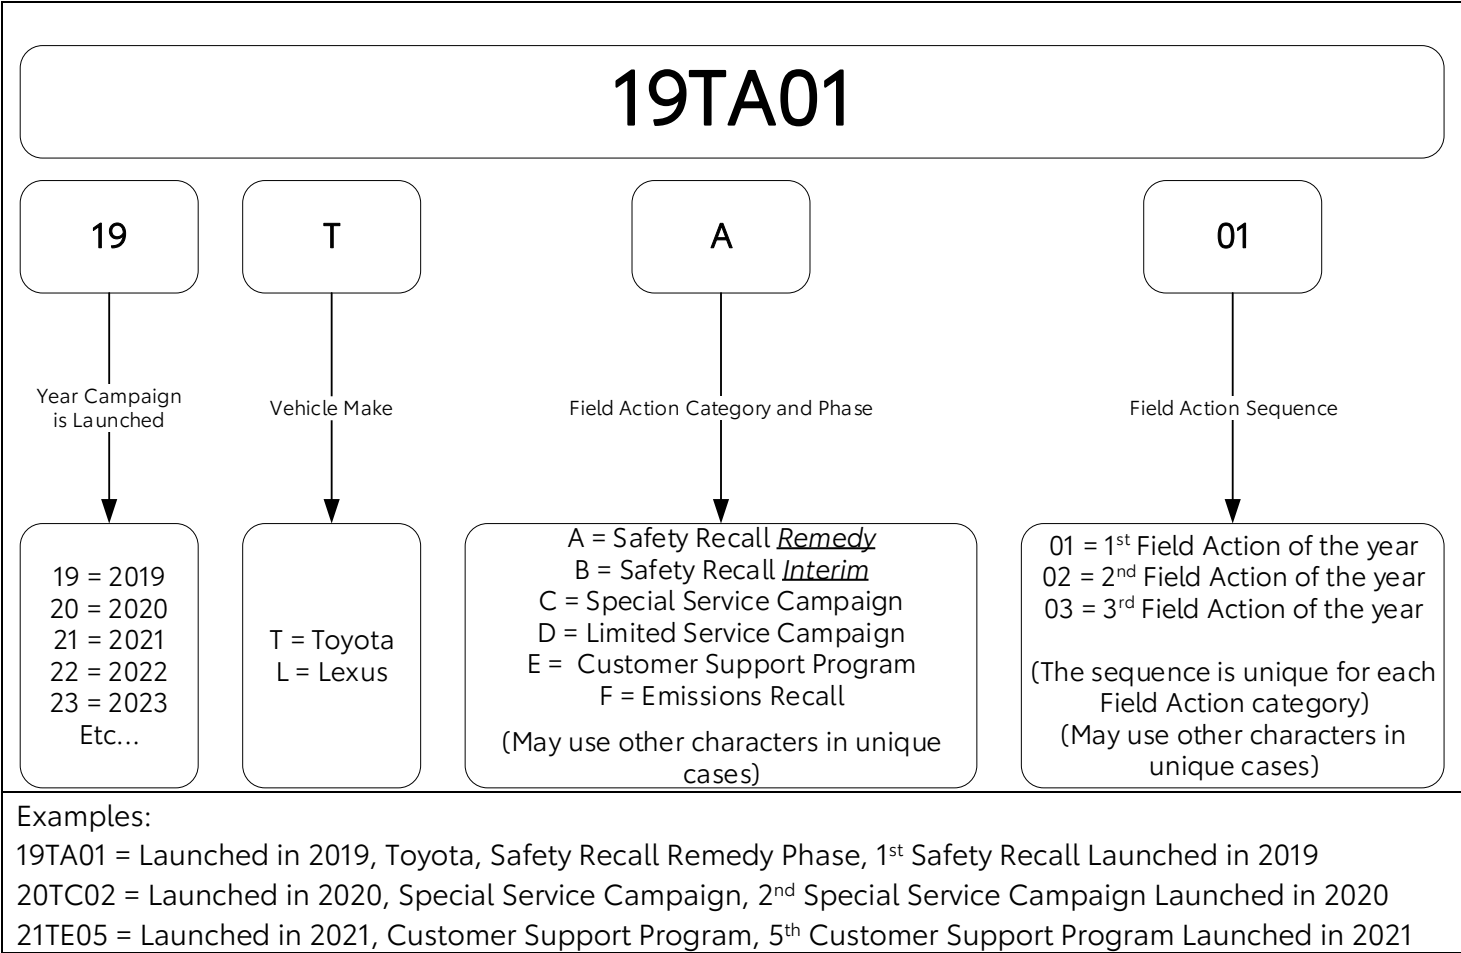 19TA01
19
T
A
01
Year Campaign
is Launched
Vehicle Make
Field Action Category and Phase
Field Action Sequence
19 = 2019
20 = 2020
21 = 2021
22 = 2022
23 = 2023
Etc...
T = Toyota
L = Lexus
A = Safety Recall Remedy
B = Safety Recall Interim
C = Special Service Campaign
D = Limited Service Campaign
E = Customer Support Program
F = Emissions Recall
(May use other characters in unique
cases)
01 = 1st Field Action of the year
02 = 2nd Field Action of the year
03 = 3rd Field Action of the year
(The sequence is unique for each
Field Action category)
(May use other characters in
unique cases)
Examples:
19TA01 = Launched in 2019, Toyota, Safety Recall Remedy Phase, 1st Safety Recall Launched in 2019
20TC02 = Launched in 2020, Special Service Campaign, 2nd Special Service Campaign Launched in 2020
21TE05 = Launched in 2021, Customer Support Program, 5th Customer Support Program Launched in 2021